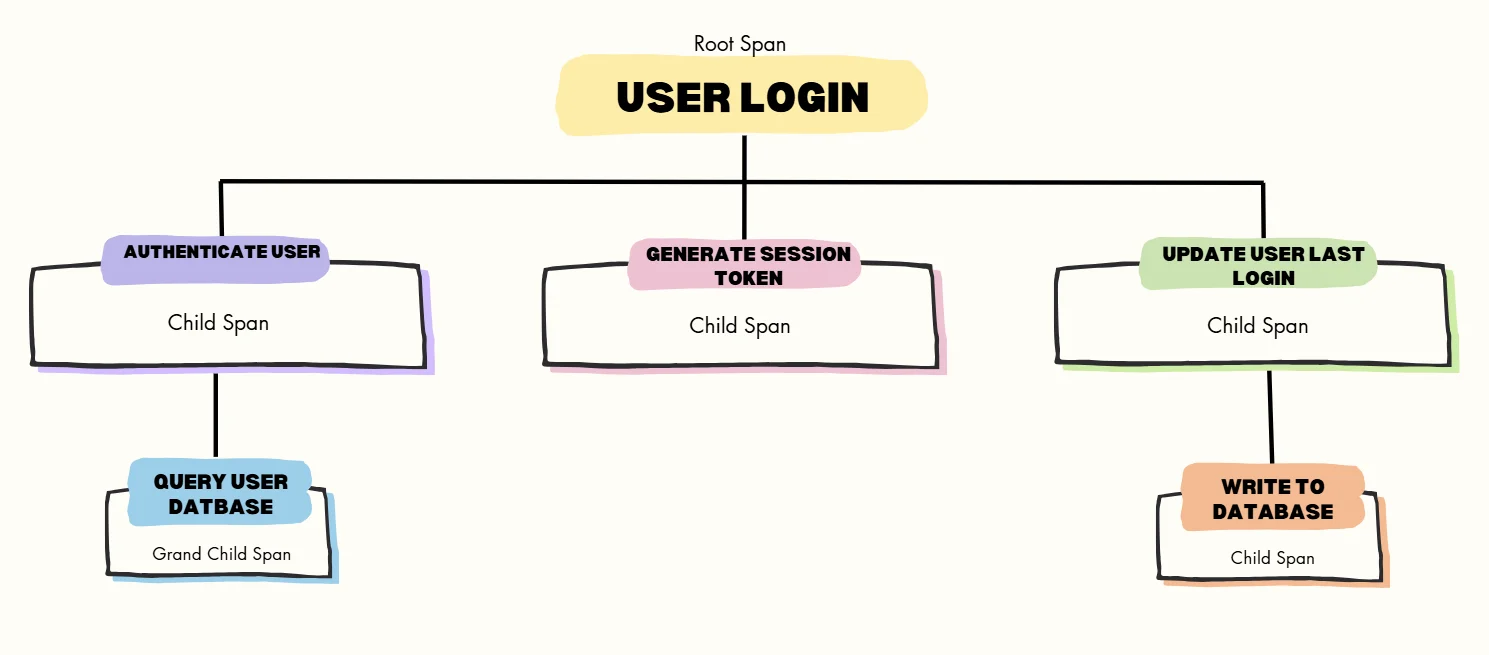 Root Span
USER LOGIN
AUTHENTICATE USER
Child Span
GENERATE SESSION
TOKEN
Child Span
UPDATE USER LAST
LOGIN
Child Span
QUERY USER
DATBASE
Grand Child Span
WRITE TO
DATABASE
Child Span